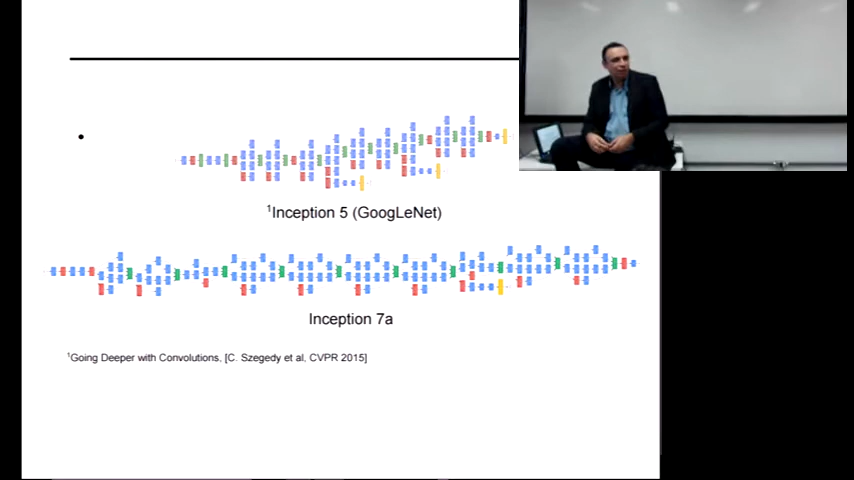 •
¹Inception 5 (GoogLeNet)
Inception 7a
¹Going Deeper with Convolutions, [C. Szegedy et al, CVPR 2015]